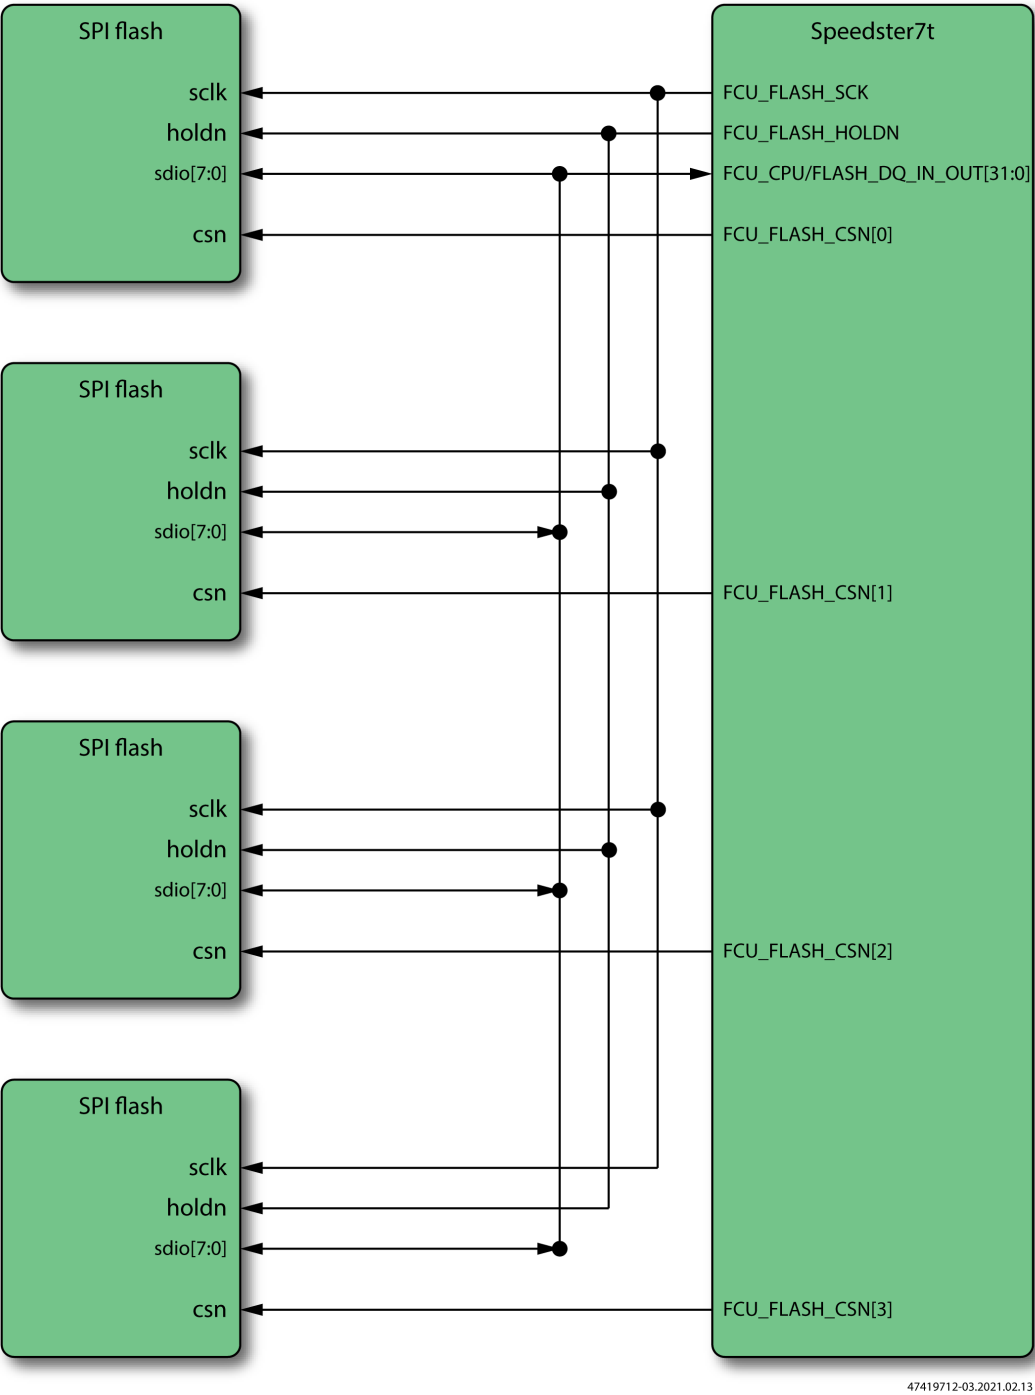 SPI flash
Speedster7t
sclk
FCU_FLASH_SCK
holdn
FCU_FLASH_HOLDN
sdio[7:0]
FCU_CPU/FLASH_DQ_IN_OUT[31:0]
csn
FCU_FLASH_CSN[0]
SPI flash
sclk
holdn
sdio[7:0]
csn
FCU_FLASH_CSN[1]
SPI flash
sclk
holdn
sdio[7:0]
csn
FCU_FLASH_CSN[2]
SPI flash
sclk
holdn
sdio[7:0]
csn
FCU_FLASH_CSN[3]
47419712-03.2021.02.13